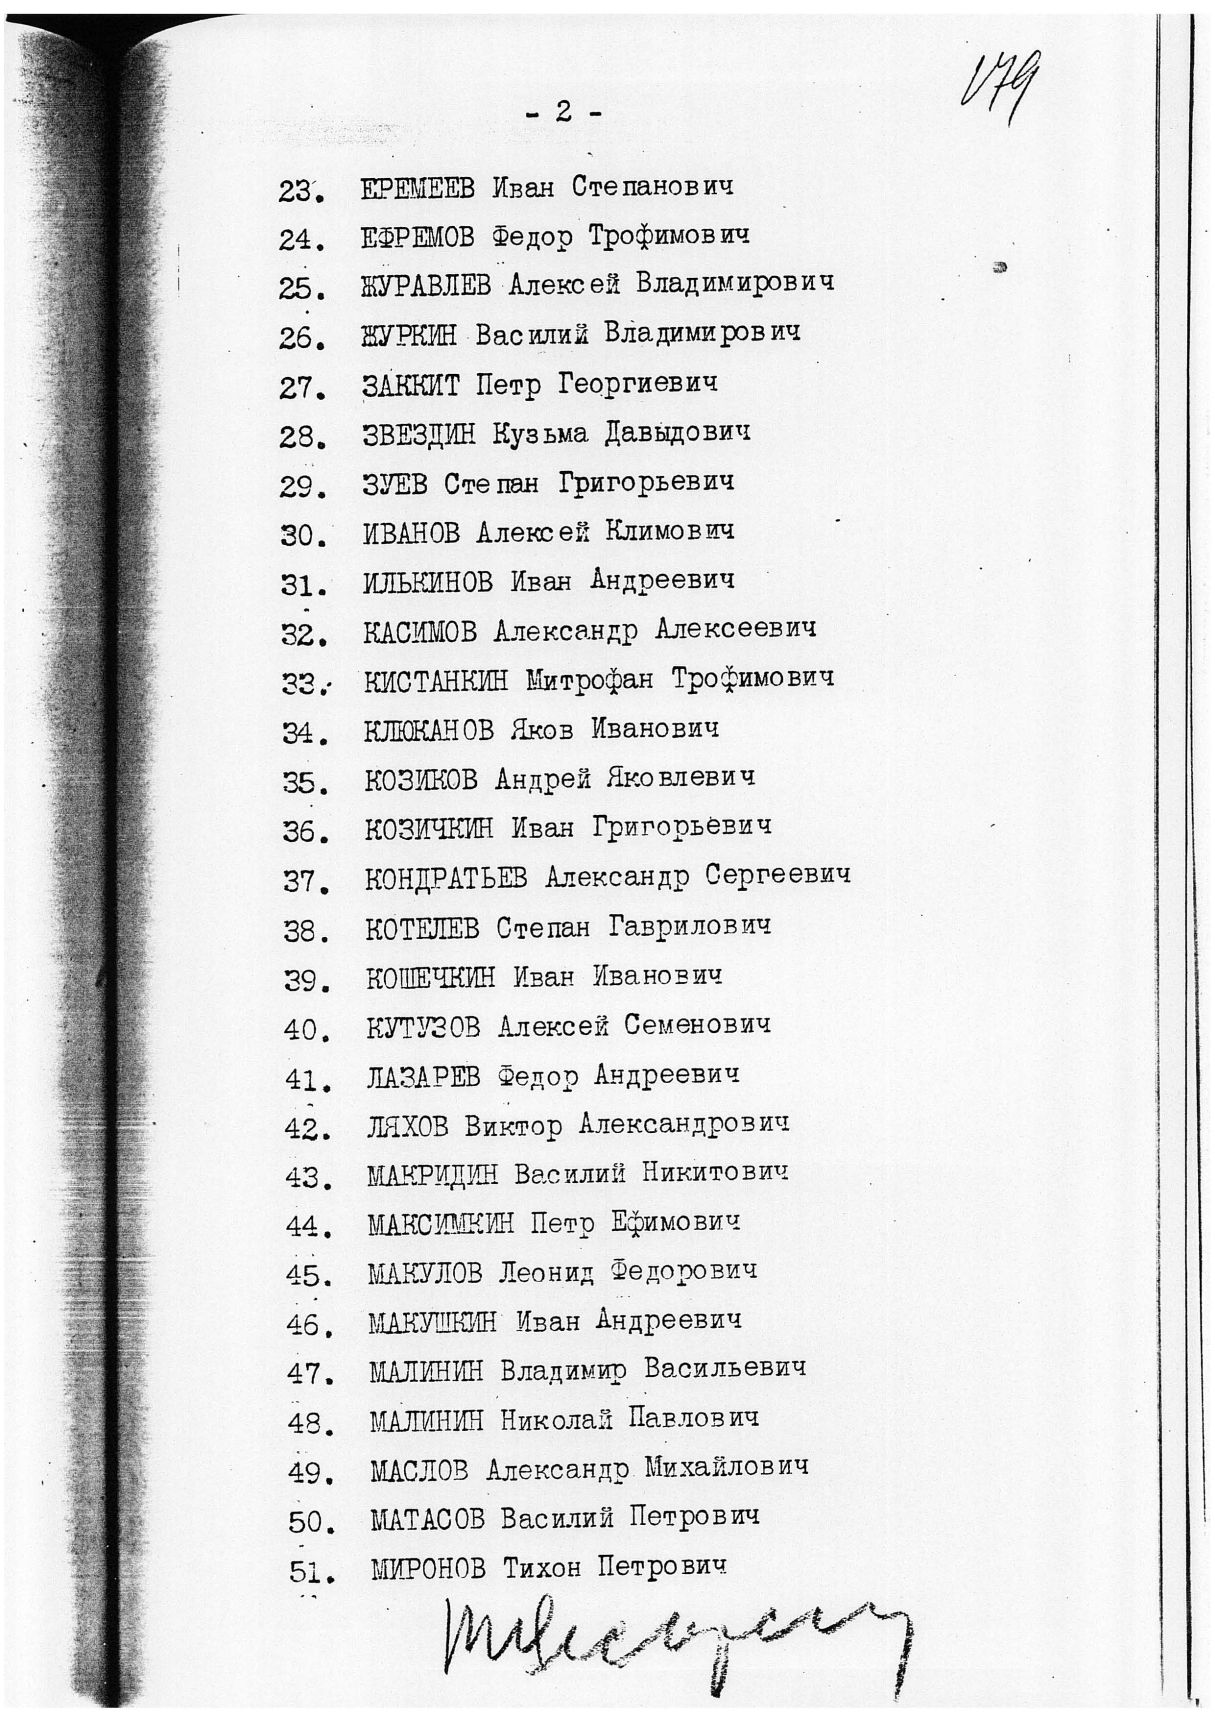 179
- 2 -
23. ЕРЕМЕЕВ Иван Степанович
24. ЕФРЕМОВ Федор Трофимович
25. ЖУРАВЛЕВ Алексей Владимирович
26. ЖУРКИН Василий Владимирович
27. ЗАККИТ Петр Георгиевич
28. ЗВЕЗДИН Кузьма Давыдович
29. ЗУЕВ Степан Григорьевич
30. ИВАНОВ Алексей Климович
31. ИЛЬКИНОВ Иван Андреевич
32. КАСИМОВ Александр Алексеевич
33. КИСТАНКИН Митрофан Трофимович
34. КЛЮКАНОВ Яков Иванович
35. КОЗИКОВ Андрей Яковлевич
36. КОЗИЧКИН Иван Григорьевич
37. КОНДРАТЬЕВ Александр Сергеевич
38. КОТЕЛЕВ Степан Гаврилович
39. КОШЕЧКИН Иван Иванович
40. КУТУЗОВ Алексей Семенович
41. ЛАЗАРЕВ Федор Андреевич
42. ЛЯХОВ Виктор Александрович
43. МАКРИДИН Василий Никитович
44. МАКСИМКИН Петр Ефимович
45. МАКУЛОВ Леонид Федорович
46. МАКУШКИН Иван Андреевич
47. МАЛИНИН Владимир Васильевич
48. МАЛИНИН Николай Павлович
49. МАСЛОВ Александр Михайлович
50. МАТАСОВ Василий Петрович
51. МИРОНОВ Тихон Петрович